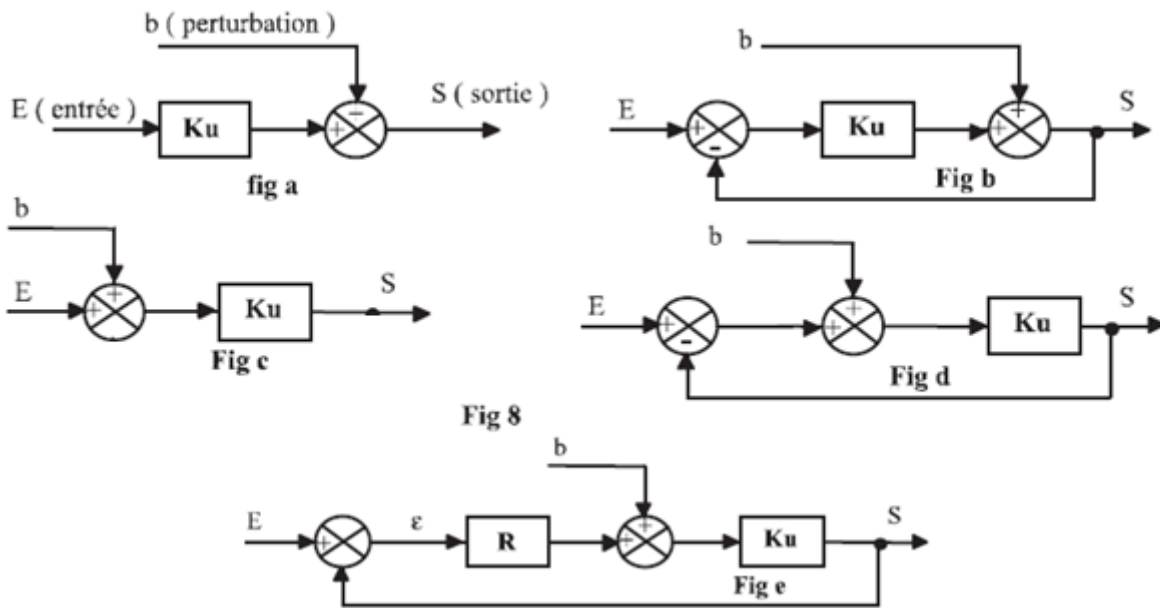 b ( perturbation)
E ( entrée )
Ku
S ( sortie )
fig a
b
E
Ku
S
Fig b
b
E
Ku
S
Fig c
b
E
Ku
S
Fig d
Fig 8
b
E
ε
R
Ku
S
Fig e